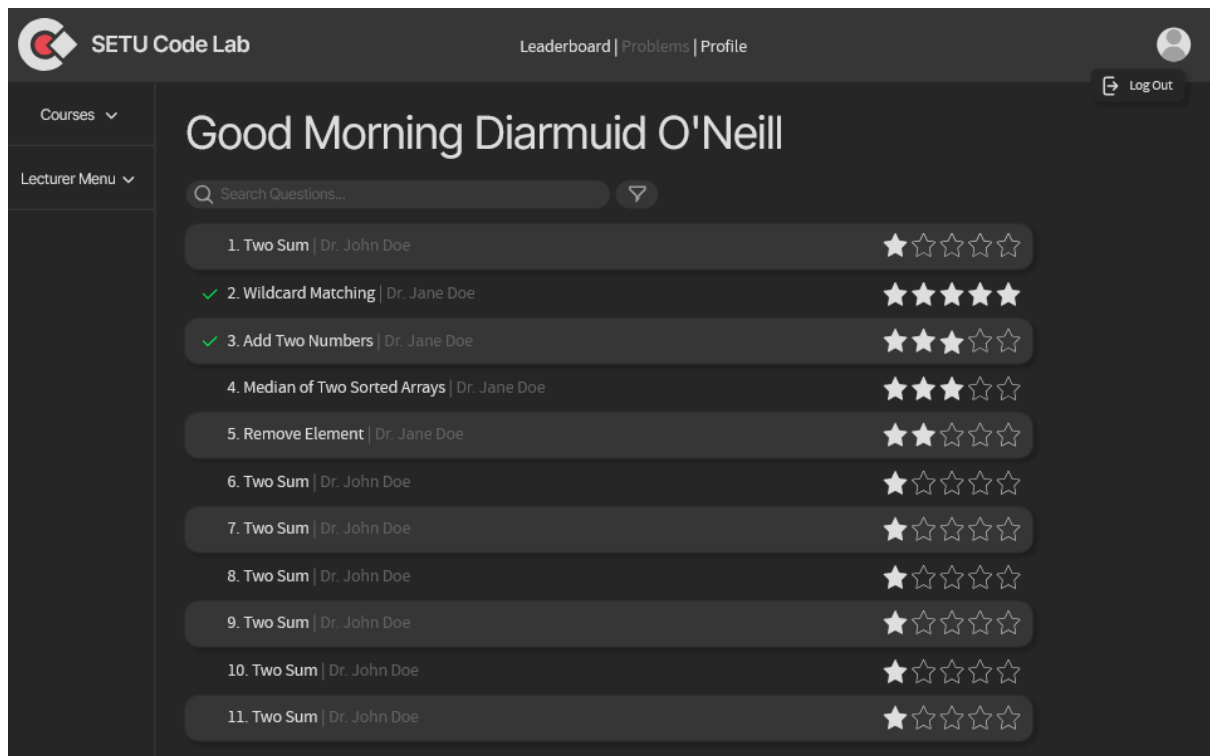 SETU Code Lab
Leaderboard | Problems | Profile
Log Out
Courses
Lecturer Menu
Good Morning Diarmuid O'Neill
Search Questions...
1. Two Sum | Dr. John Doe
2. Wildcard Matching | Dr. Jane Doe
3. Add Two Numbers | Dr. Jane Doe
4. Median of Two Sorted Arrays | Dr. Jane Doe
5. Remove Element | Dr. Jane Doe
6. Two Sum | Dr. John Doe
7. Two Sum | Dr. John Doe
8. Two Sum | Dr. John Doe
9. Two Sum | Dr. John Doe
10. Two Sum | Dr. John Doe
11. Two Sum | Dr. John Doe